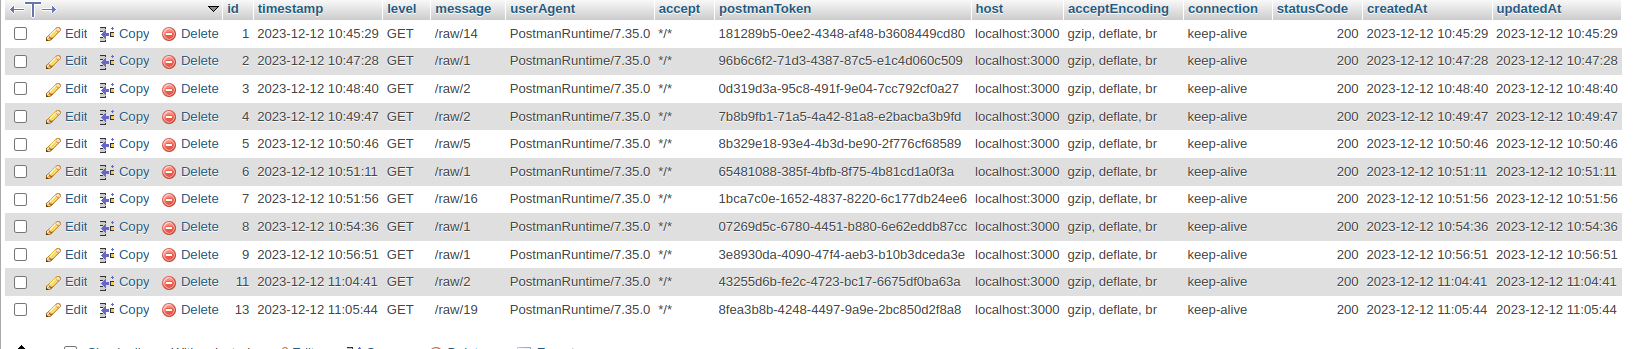 id timestamp level message userAgent accept postmanToken host acceptEncoding connection statusCode createdAt updatedAt
Edit Copy Delete 1 2023-12-12 10:45:29 GET /raw/14 PostmanRuntime/7.35.0 */* 181289b5-0ee2-4348-af48-b3608449cd80 localhost:3000 gzip, deflate, br keep-alive 200 2023-12-12 10:45:29 2023-12-12 10:45:29
Edit Copy Delete 2 2023-12-12 10:47:28 GET /raw/1 PostmanRuntime/7.35.0 */* 96b6c6f2-71d3-4387-87c5-e1c4d060c509 localhost:3000 gzip, deflate, br keep-alive 200 2023-12-12 10:47:28 2023-12-12 10:47:28
Edit Copy Delete 3 2023-12-12 10:48:40 GET /raw/2 PostmanRuntime/7.35.0 */* 0d319d3a-95c8-491f-9e04-7cc792cf0a27 localhost:3000 gzip, deflate, br keep-alive 200 2023-12-12 10:48:40 2023-12-12 10:48:40
Edit Copy Delete 4 2023-12-12 10:49:47 GET /raw/2 PostmanRuntime/7.35.0 */* 7b8b9fb1-71a5-4a42-81a8-e2bacba3b9fd localhost:3000 gzip, deflate, br keep-alive 200 2023-12-12 10:49:47 2023-12-12 10:49:47
Edit Copy Delete 5 2023-12-12 10:50:46 GET /raw/5 PostmanRuntime/7.35.0 */* 8b329e18-93e4-4b3d-be90-2f776cf68589 localhost:3000 gzip, deflate, br keep-alive 200 2023-12-12 10:50:46 2023-12-12 10:50:46
Edit Copy Delete 6 2023-12-12 10:51:11 GET /raw/1 PostmanRuntime/7.35.0 */* 65481088-385f-4bfb-8f75-4b81cd1a0f3a localhost:3000 gzip, deflate, br keep-alive 200 2023-12-12 10:51:11 2023-12-12 10:51:11
Edit Copy Delete 7 2023-12-12 10:51:56 GET /raw/16 PostmanRuntime/7.35.0 */* 1bca7c0e-1652-4837-8220-6c177db24ee6 localhost:3000 gzip, deflate, br keep-alive 200 2023-12-12 10:51:56 2023-12-12 10:51:56
Edit Copy Delete 8 2023-12-12 10:54:36 GET /raw/1 PostmanRuntime/7.35.0 */* 07269d5c-6780-4451-b880-6e62eddb87cc localhost:3000 gzip, deflate, br keep-alive 200 2023-12-12 10:54:36 2023-12-12 10:54:36
Edit Copy Delete 9 2023-12-12 10:56:51 GET /raw/1 PostmanRuntime/7.35.0 */* 3e8930da-4090-47f4-aeb3-b10b3dceda3e localhost:3000 gzip, deflate, br keep-alive 200 2023-12-12 10:56:51 2023-12-12 10:56:51
Edit Copy Delete 11 2023-12-12 11:04:41 GET /raw/2 PostmanRuntime/7.35.0 */* 43255d6b-fe2c-4723-bc17-6675df0ba63a localhost:3000 gzip, deflate, br keep-alive 200 2023-12-12 11:04:41 2023-12-12 11:04:41
Edit Copy Delete 13 2023-12-12 11:05:44 GET /raw/19 PostmanRuntime/7.35.0 */* 8fea3b8b-4248-4497-9a9e-2bc850d2f8a8 localhost:3000 gzip, deflate, br keep-alive 200 2023-12-12 11:05:44 2023-12-12 11:05:44